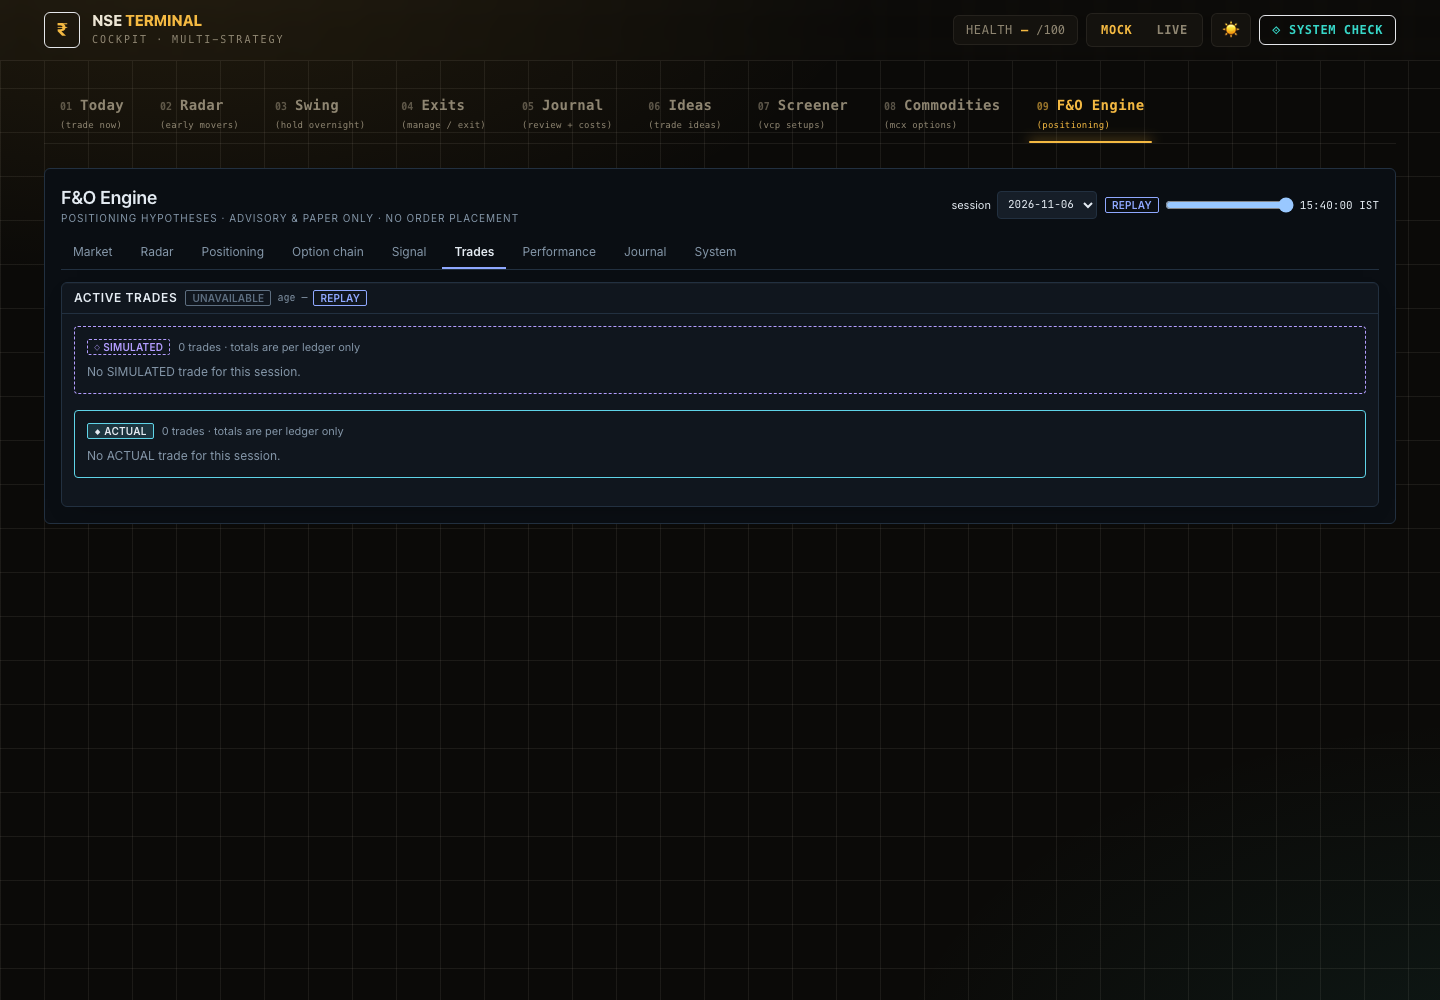 ₹
NSE TERMINAL
COCKPIT · MULTI-STRATEGY
HEALTH — /100
MOCK LIVE
◇ SYSTEM CHECK
01 Today
(trade now)
02 Radar
(early movers)
03 Swing
(hold overnight)
04 Exits
(manage / exit)
05 Journal
(review + costs)
06 Ideas
(trade ideas)
07 Screener
(vcp setups)
08 Commodities
(mcx options)
09 F&O Engine
(positioning)
F&O Engine
POSITIONING HYPOTHESES · ADVISORY & PAPER ONLY · NO ORDER PLACEMENT
session 2026-11-06 REPLAY 15:40:00 IST
Market Radar Positioning Option chain Signal Trades Performance Journal System
ACTIVE TRADES UNAVAILABLE age — REPLAY
◇ SIMULATED 0 trades · totals are per ledger only
No SIMULATED trade for this session.
◆ ACTUAL 0 trades · totals are per ledger only
No ACTUAL trade for this session.